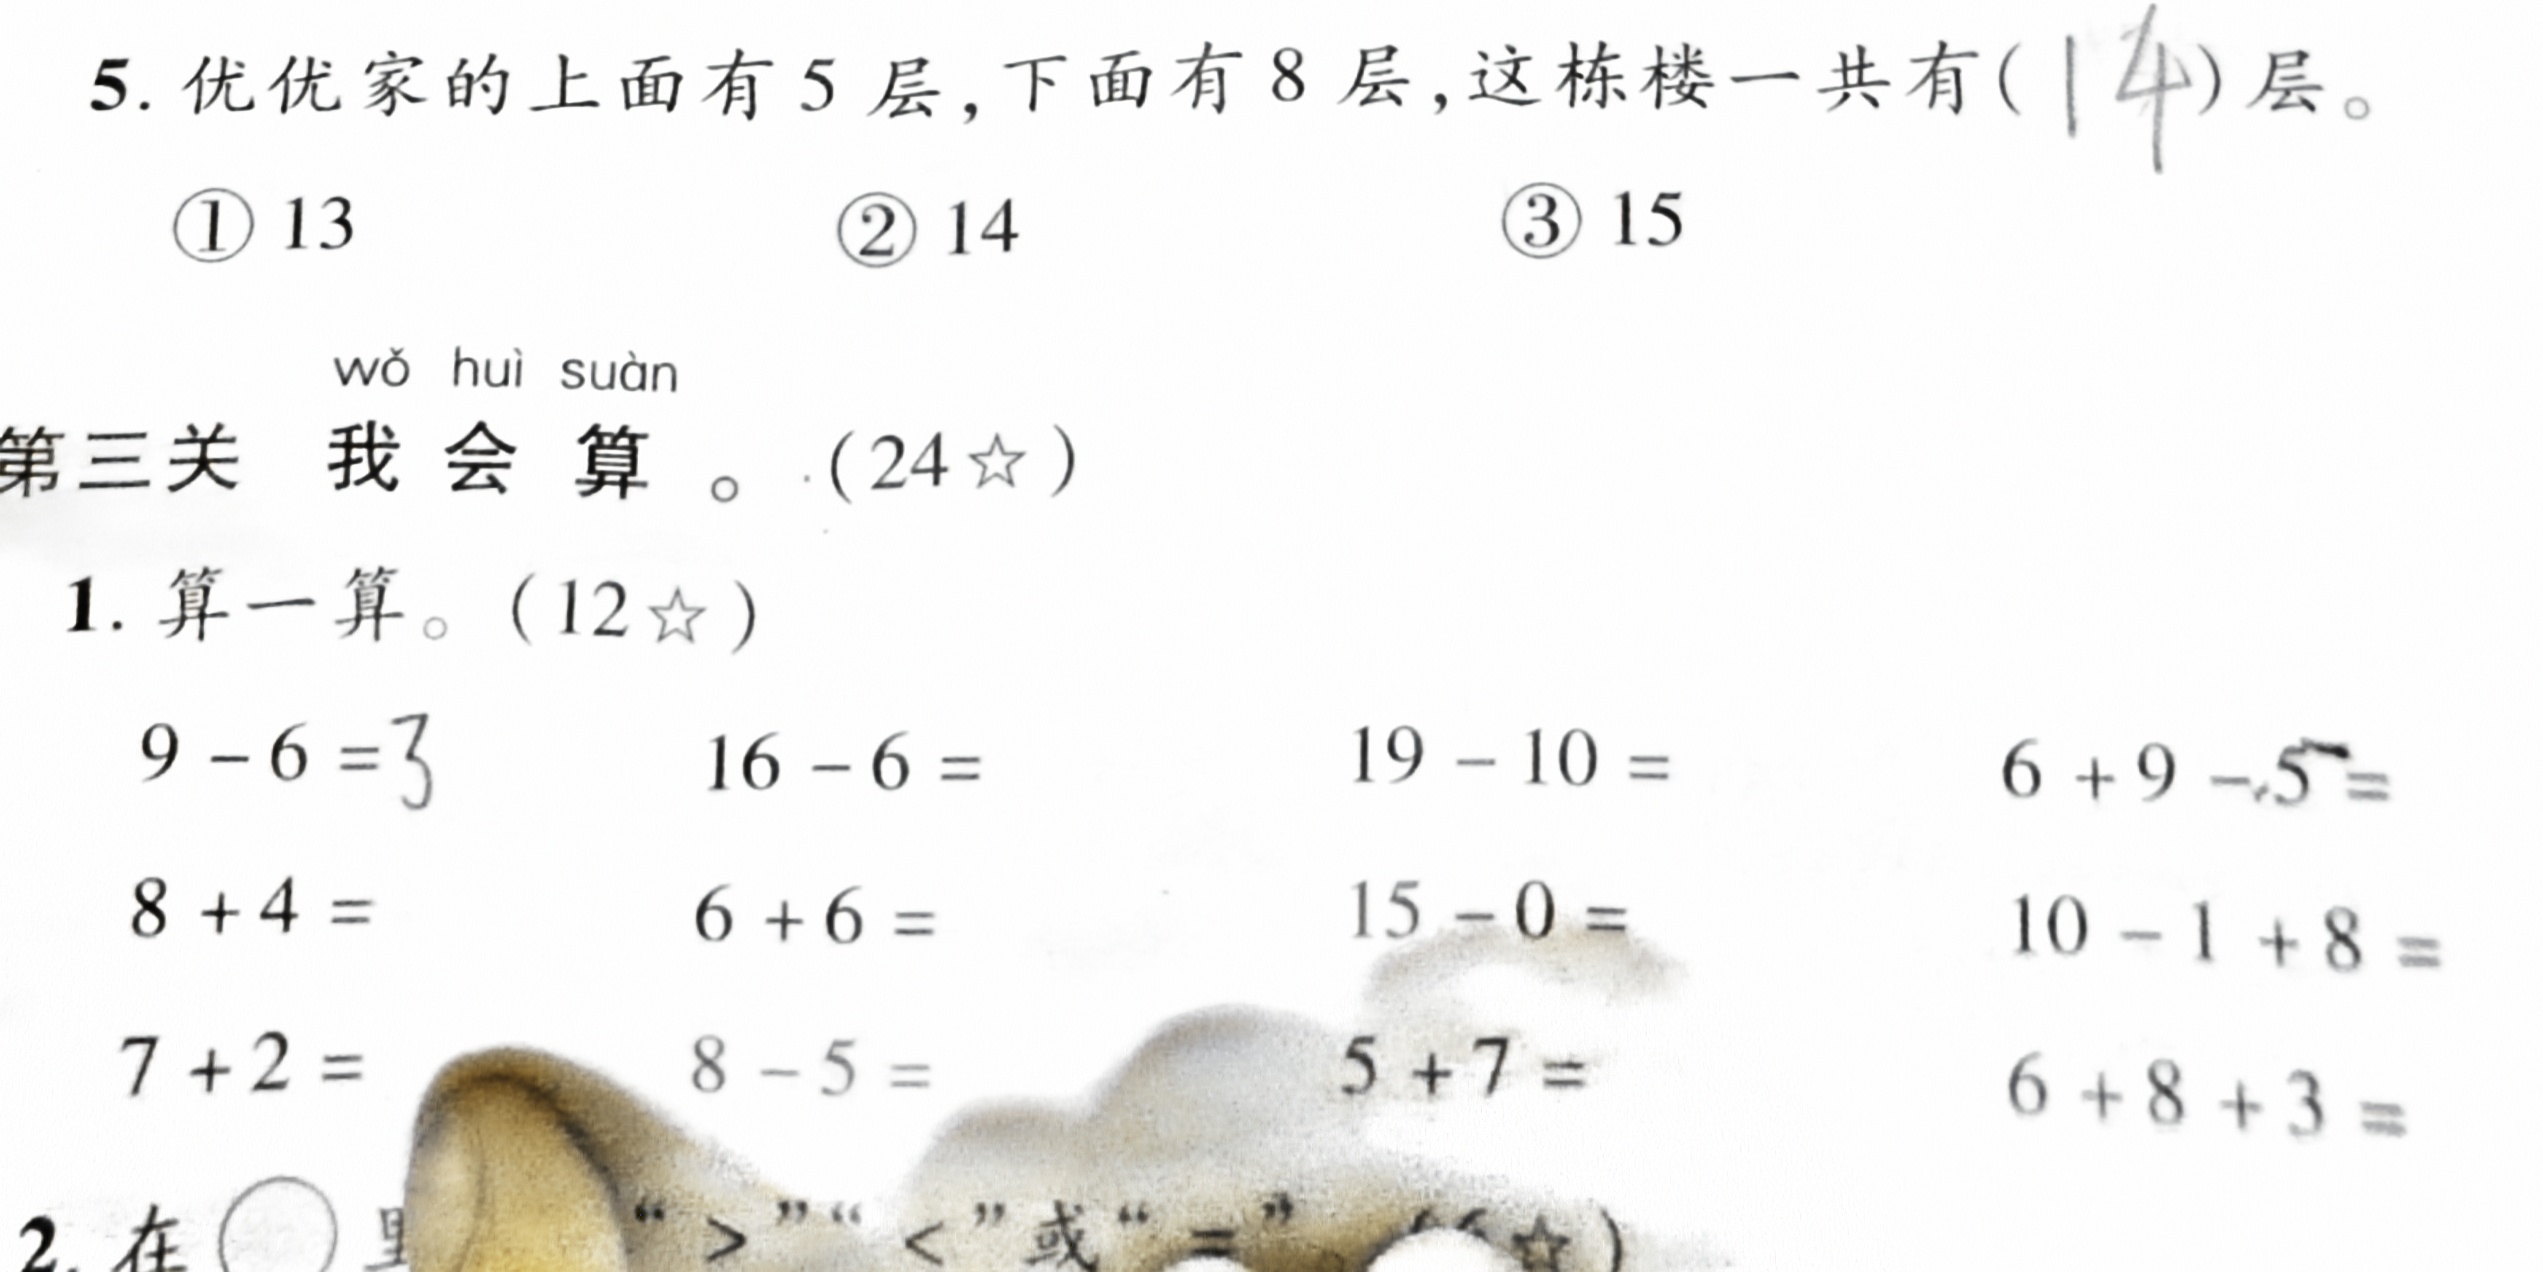 5. 优优家的上面有5层,下面有8层,这栋楼一共有(14)层。
① 13 ② 14 ③ 15
wǒ huì suàn
第三关 我会算。(24☆)
1. 算一算。(12☆)
9-6=3 16-6= 19-10= 6+9-5=
8+4= 6+6= 15-0= 10-1+8=
7+2= 8-5= 5+7= 6+8+3=
2. 在○里 “>”“<”或“=” ☆)